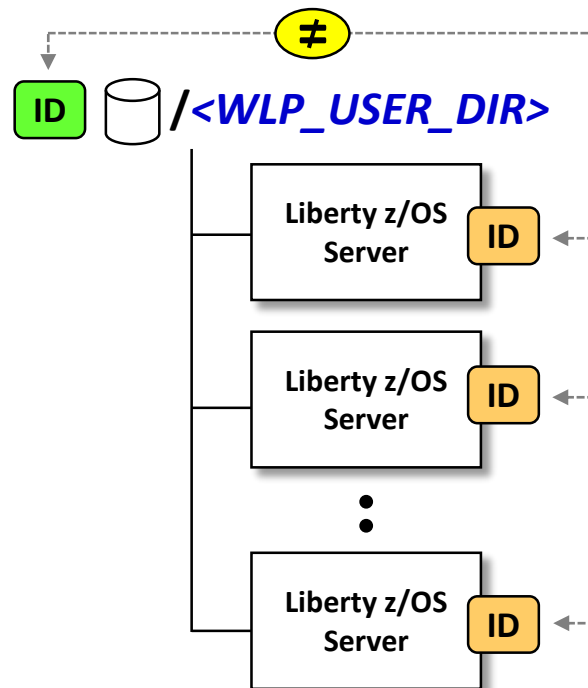 ≠
ID /<WLP_USER_DIR>
Liberty z/OS
Server
ID
Liberty z/OS
Server
ID
Liberty z/OS
Server
ID